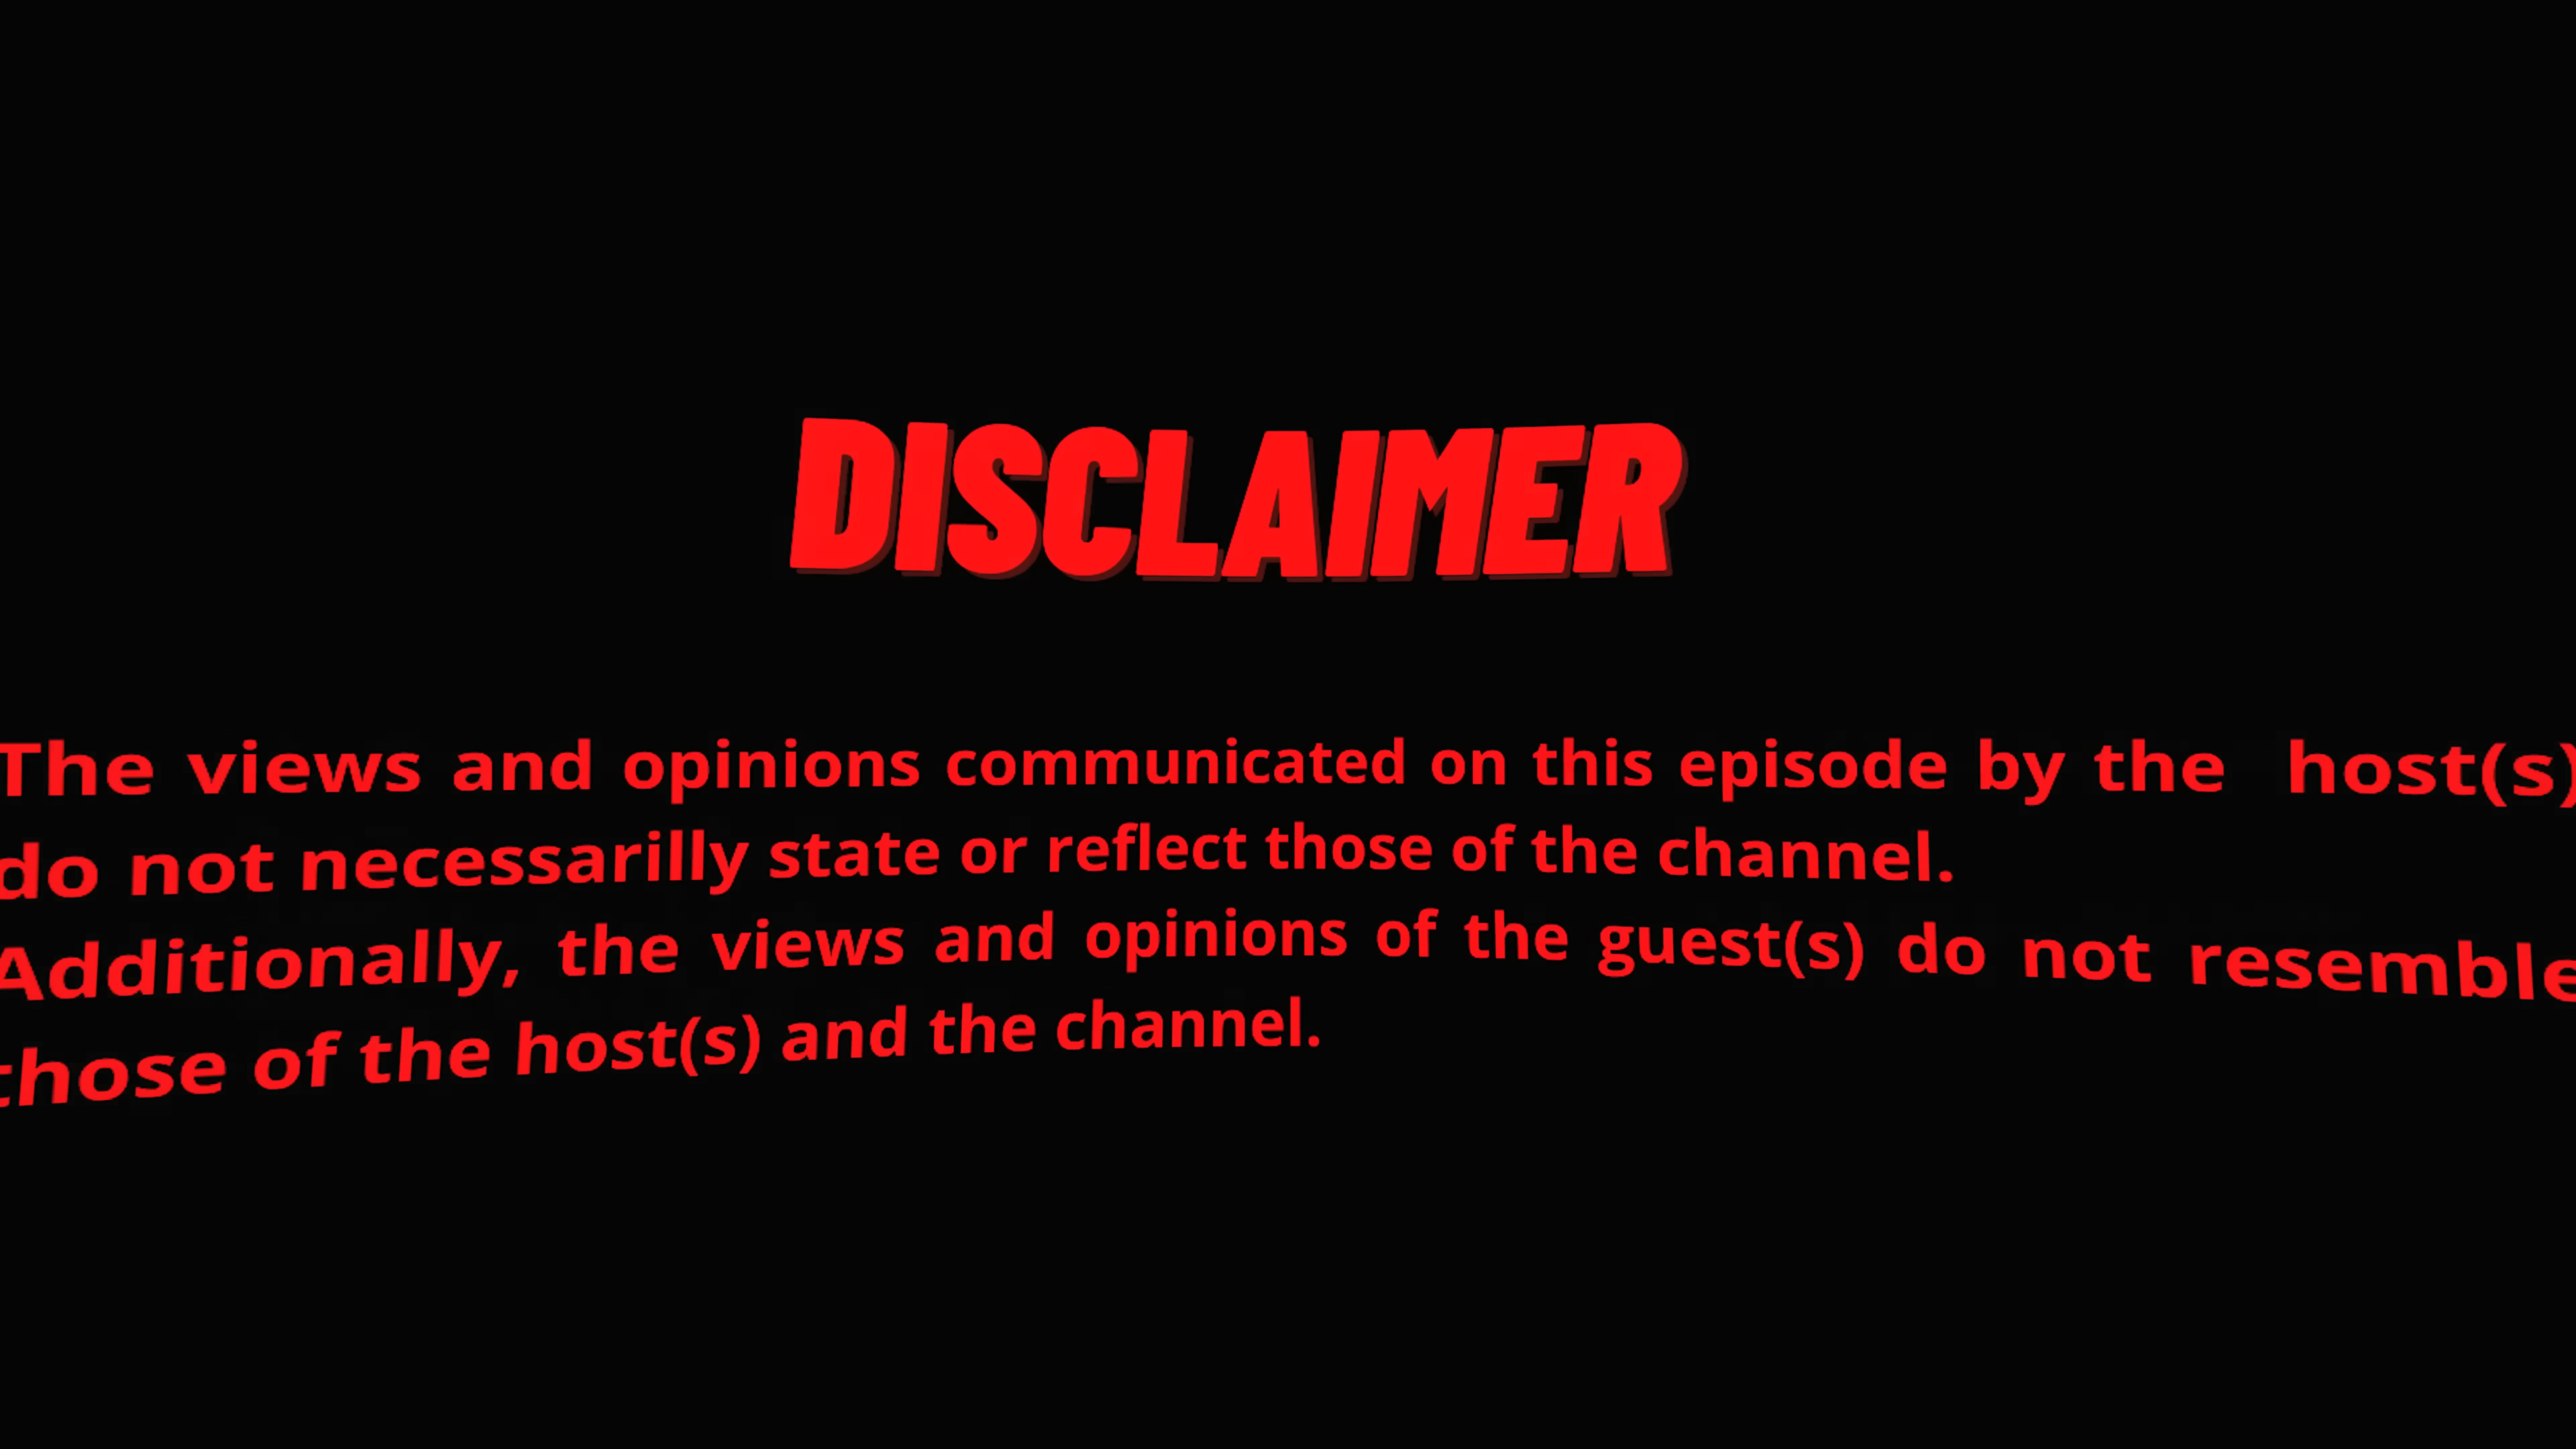 DISCLAIMER
The views and opinions communicated on this episode by the host(s)
do not necessarilly state or reflect those of the channel.
Additionally, the views and opinions of the guest(s) do not resemble
those of the host(s) and the channel.